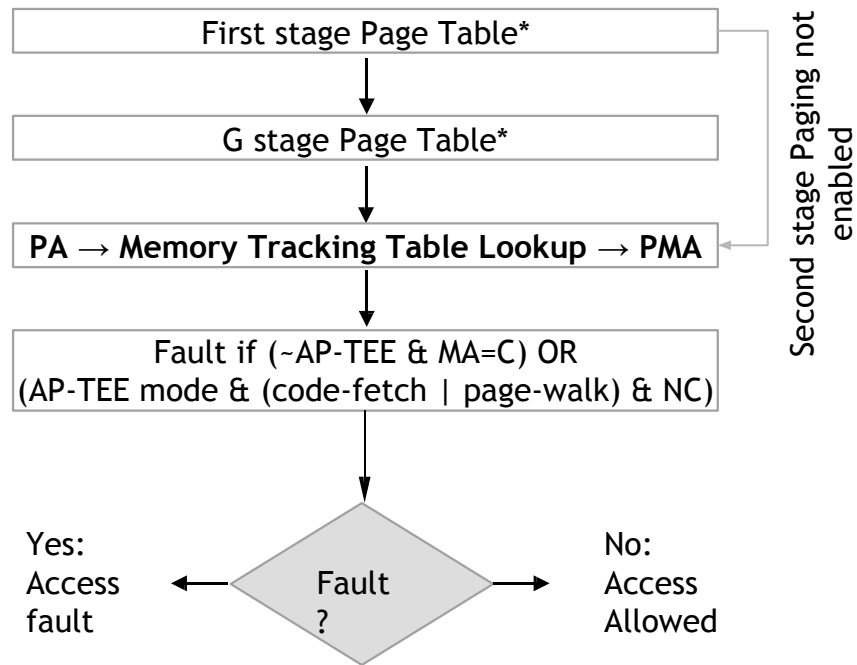 First stage Page Table*
G stage Page Table*
Second stage Paging not
enabled
PA → Memory Tracking Table Lookup → PMA
Fault if (~AP-TEE & MA=C) OR
(AP-TEE mode & (code-fetch | page-walk) & NC)
Yes:
Access
fault
Fault
?
No:
Access
Allowed